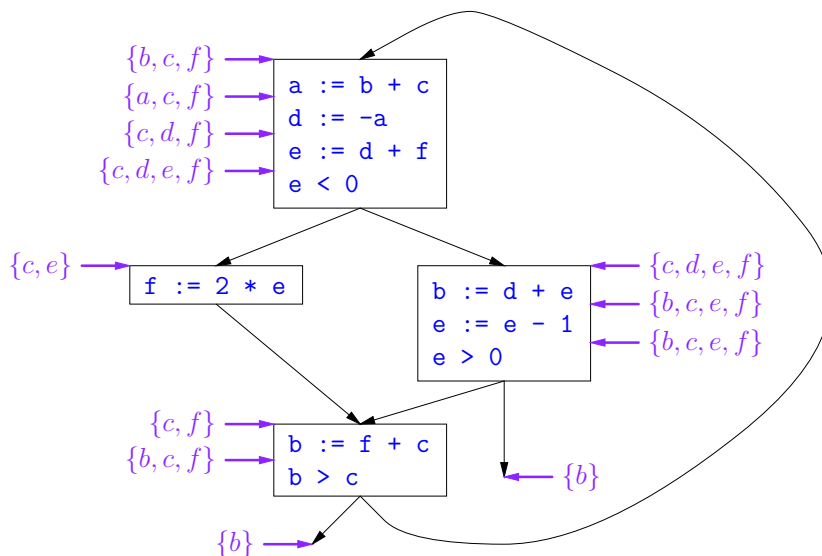 {b, c, f}
a := b + c
{a, c, f}
d := -a
{c, d, f}
e := d + f
{c, d, e, f}
e < 0
{c, e}
f := 2 * e
{c, d, e, f}
b := d + e
{b, c, e, f}
e := e - 1
{b, c, e, f}
e > 0
{c, f}
b := f + c
{b, c, f}
b > c
{b}
{b}